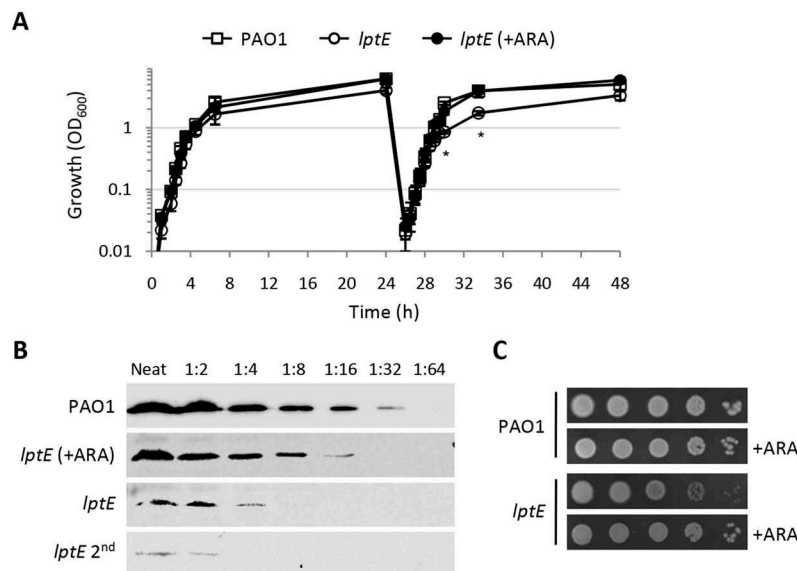 A
PAO1 lptE lptE (+ARA)
Growth (OD600)
1
0.1
0.01
* *
0 4 8 12 16 20 24 28 32 36 40 44 48
Time (h)
B
Neat 1:2 1:4 1:8 1:16 1:32 1:64
PAO1
lptE (+ARA)
lptE
lptE 2nd
C
PAO1
+ARA
lptE
+ARA